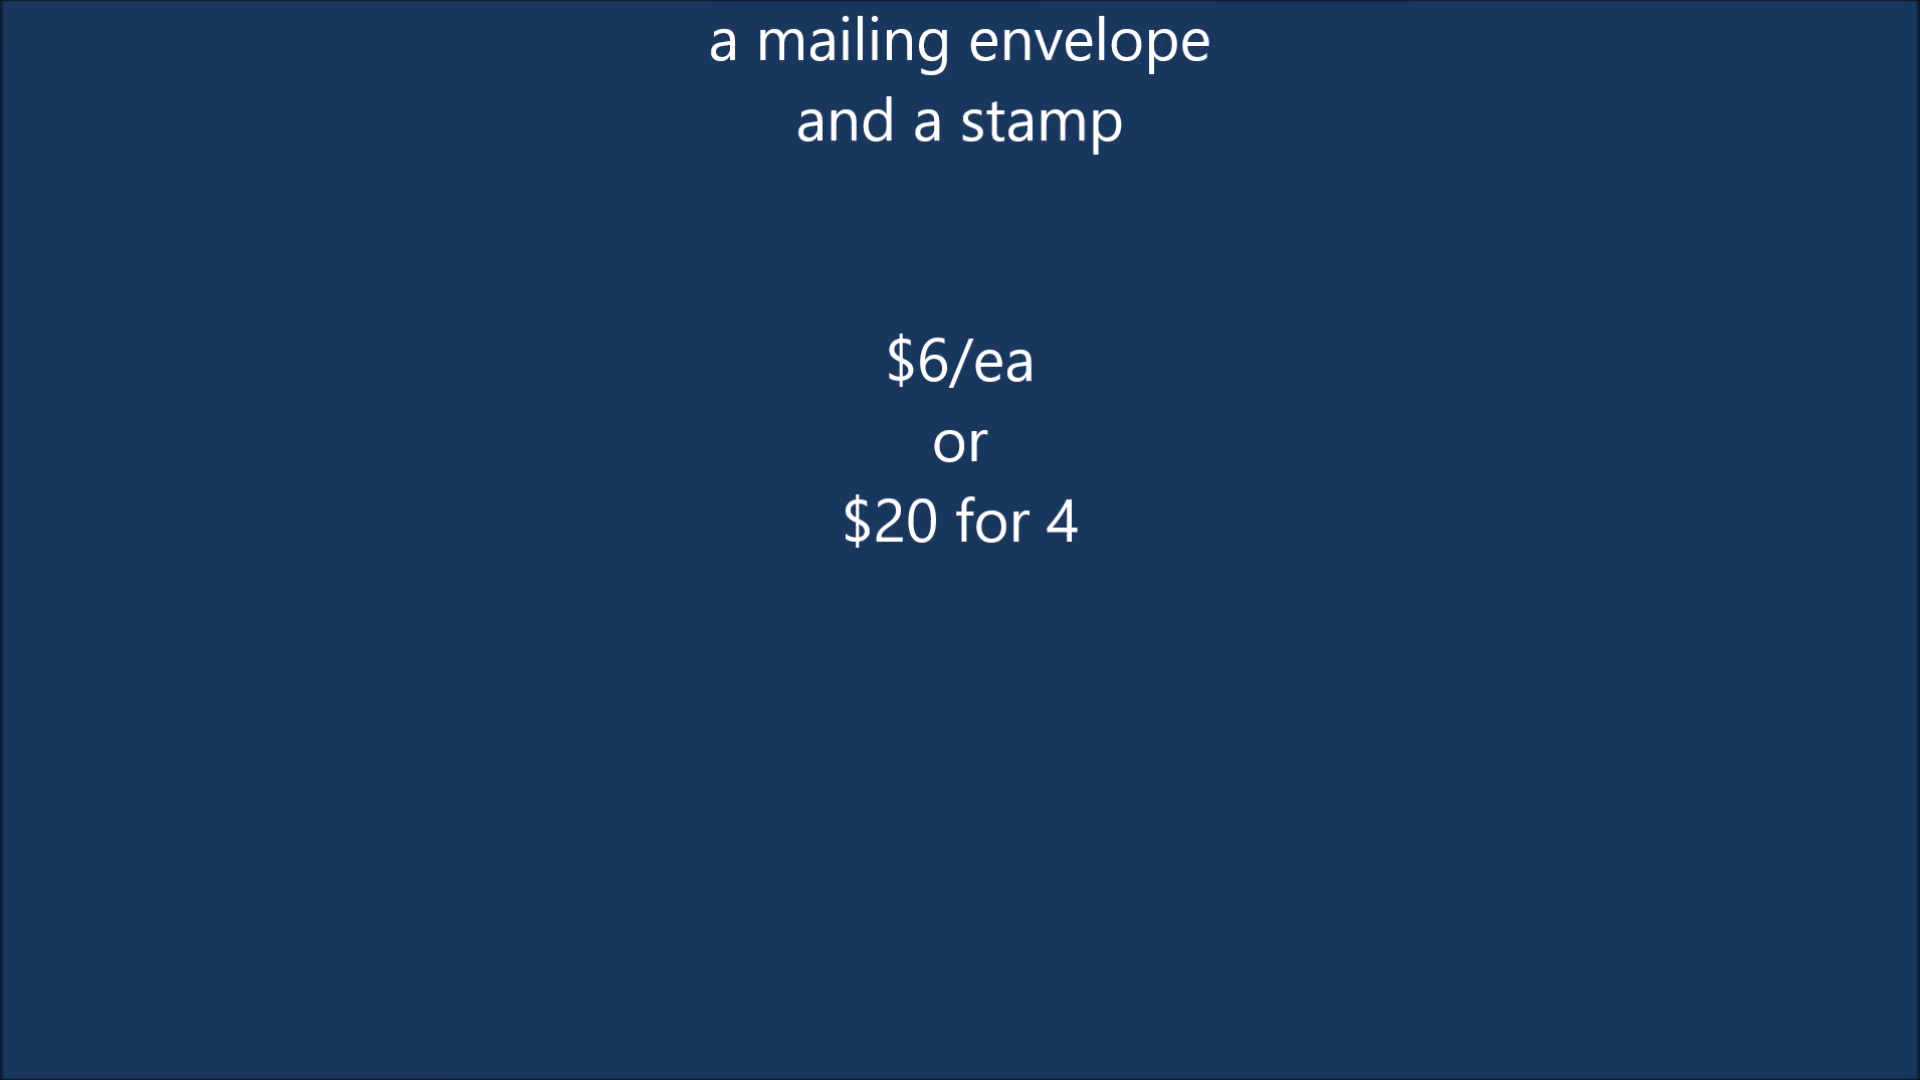 a mailing envelope
and a stamp
$6/ea
or
$20 for 4